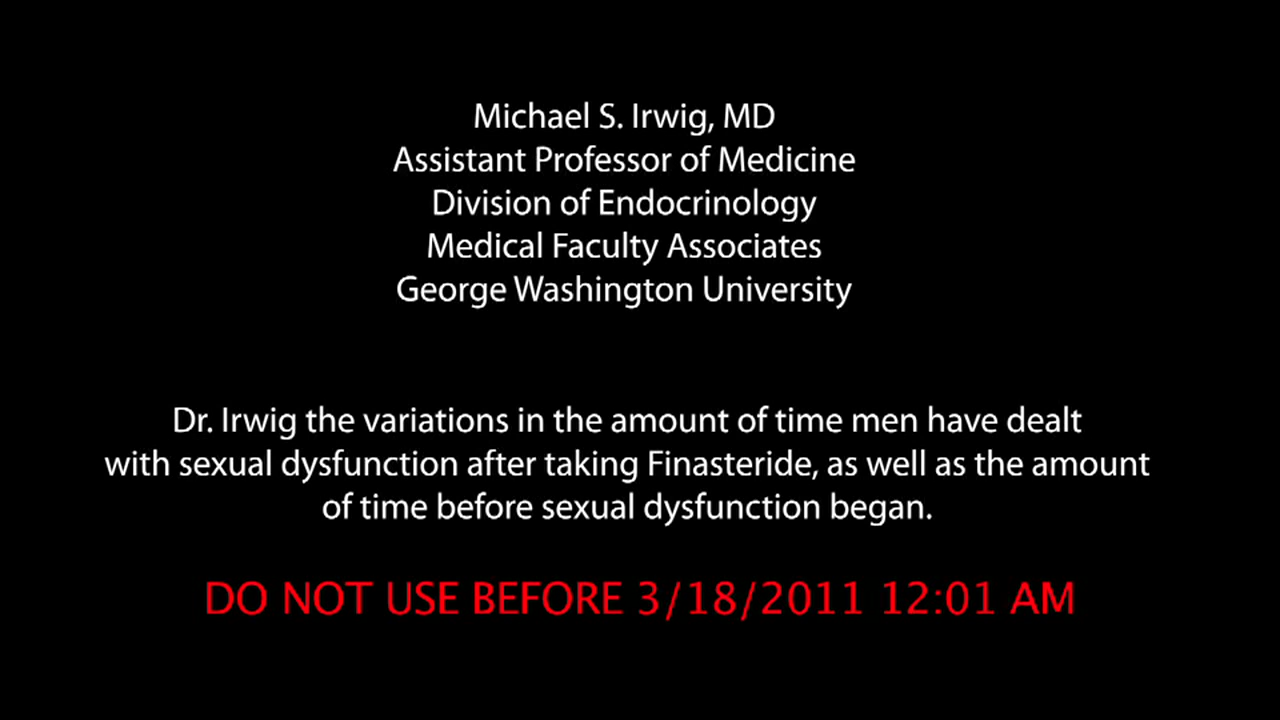 Michael S. Irwig, MD
Assistant Professor of Medicine
Division of Endocrinology
Medical Faculty Associates
George Washington University
Dr. Irwig the variations in the amount of time men have dealt
with sexual dysfunction after taking Finasteride, as well as the amount
of time before sexual dysfunction began.
DO NOT USE BEFORE 3/18/2011 12:01 AM